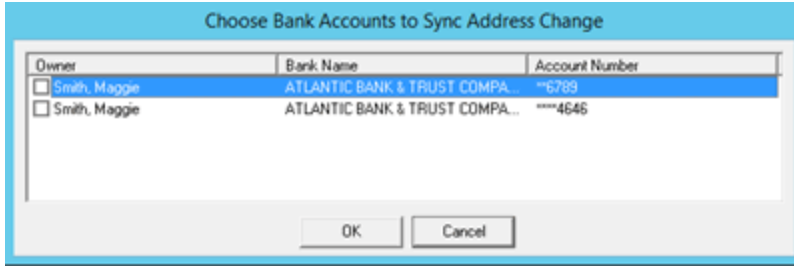 Choose Bank Accounts to Sync Address Change
Owner Bank Name Account Number
Smith, Maggie ATLANTIC BANK & TRUST COMPA... **6789
Smith, Maggie ATLANTIC BANK & TRUST COMPA... ****4646
OK Cancel